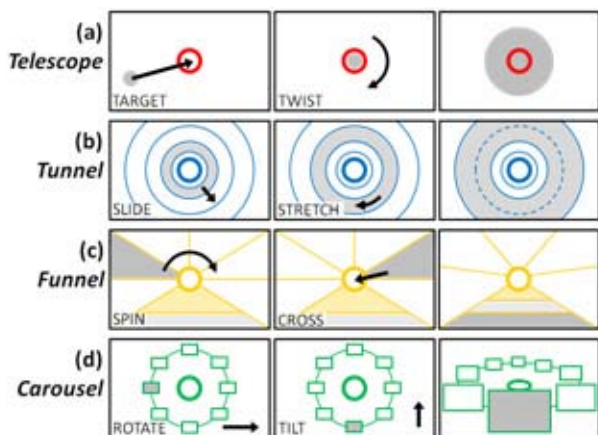 (a)
Telescope
TARGET
TWIST
(b)
Tunnel
SLIDE
STRETCH
(c)
Funnel
SPIN
CROSS
(d)
Carousel
ROTATE
TILT